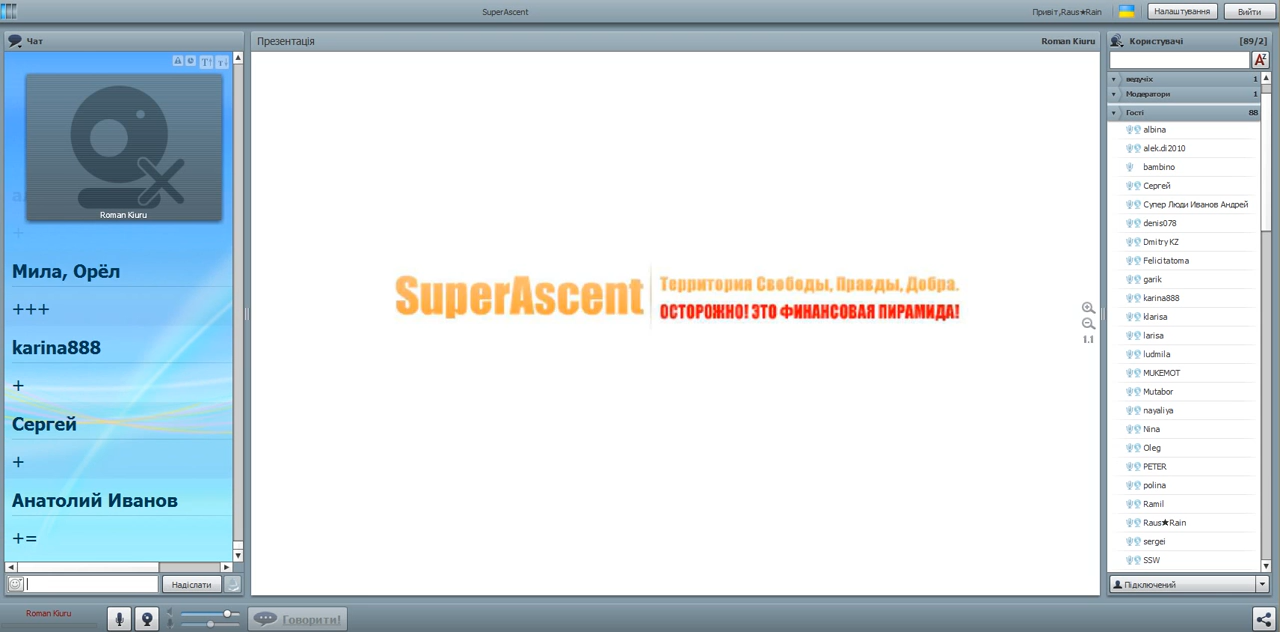 SuperAscent
Привіт,Raus★Rain
Налаштування
Вийти
Чат
T↑
т↓
Roman Kiuru
Мила, Орёл
+++
karina888
+
Сергей
+
Анатолий Иванов
+=
Надіслати
Презентація
Roman Kiuru
SuperAscent
Территория Свободы, Правды, Добра.
ОСТОРОЖНО! ЭТО ФИНАНСОВАЯ ПИРАМИДА!
1.1
Користувачі [89/2]
ведучіх 1
Модератори 1
Гості 88
albina
alek.di2010
bambino
Сергей
Супер Люди Иванов Андрей
denis078
Dmitry KZ
Felicitatoma
garik
karina888
klarisa
larisa
ludmila
MUKEMOT
Mutabor
nayaliya
Nina
Oleg
PETER
polina
Ramil
Raus★Rain
sergei
SSW
Підключений
Roman Kiuru
Говорити!